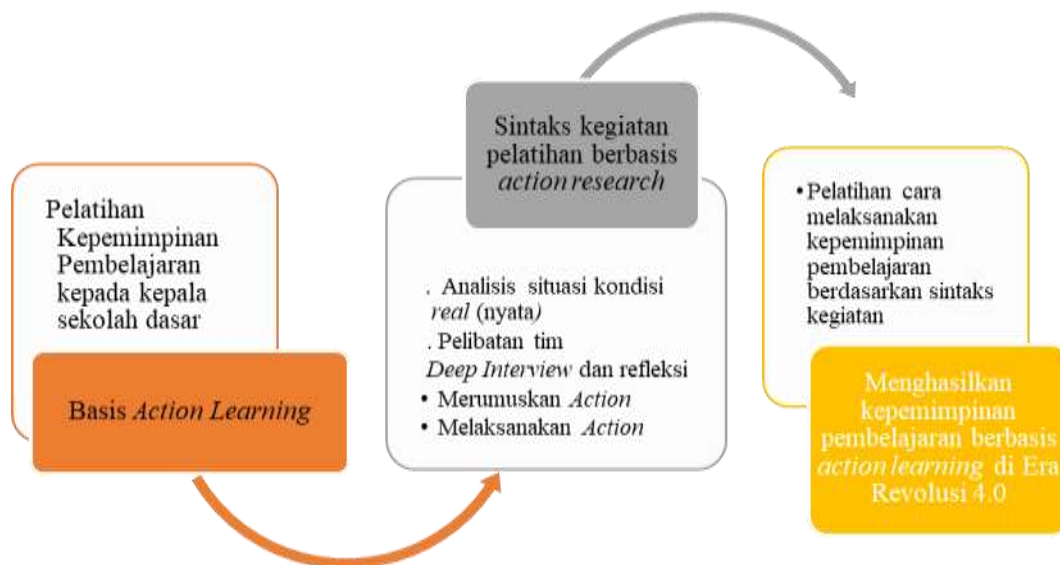 Pelatihan
Kepemimpinan
Pembelajaran
kepada kepala
sekolah dasar
Basis Action Learning
Sintaks kegiatan
pelatihan berbasis
action research
. Analisis situasi kondisi
real (nyata)
. Pelibatan tim
Deep Interview dan refleksi
• Merumuskan Action
• Melaksanakan Action
• Pelatihan cara
melaksanakan
kepemimpinan
pembelajaran
berdasarkan sintaks
kegiatan
Menghasilkan
kepemimpinan
pembelajaran berbasis
action learning di Era
Revolusi 4.0